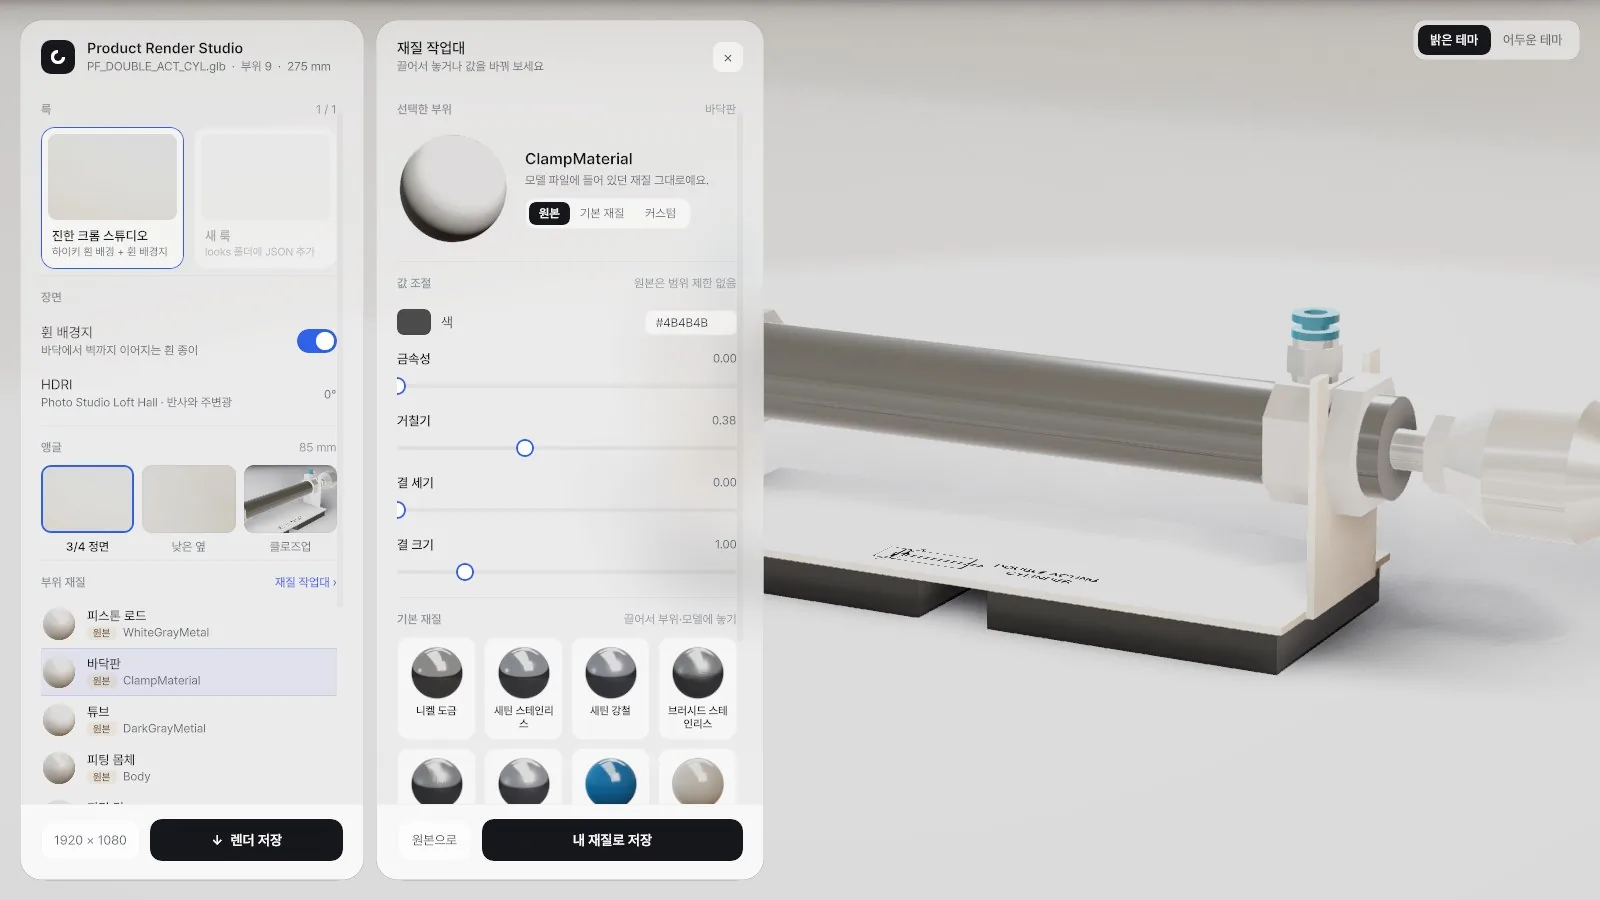 Product Render Studio
PF_DOUBLE_ACT_CYL.glb · 부위 9 · 275 mm
룩
1 / 1
진한 크롬 스튜디오
하이키 흰 배경 + 흰 배경지
새 룩
looks 폴더에 JSON 추가
장면
흰 배경지
바닥에서 벽까지 이어지는 흰 종이
HDRI
Photo Studio Loft Hall · 반사와 주변광
0°
앵글
85 mm
3/4 정면
낮은 옆
클로즈업
부위 재질
재질 작업대 ›
피스톤 로드
원본 WhiteGrayMetal
바닥판
원본 ClampMaterial
튜브
원본 DarkGrayMetial
피팅 몸체
원본 Body
1920 × 1080
↓ 렌더 저장
재질 작업대
끌어서 놓거나 값을 바꿔 보세요
×
선택한 부위
바닥판
ClampMaterial
모델 파일에 들어 있던 재질 그대로예요.
원본 기본 재질 커스텀
값 조절
원본은 범위 제한 없음
색
#4B4B4B
금속성
0.00
거칠기
0.38
결 세기
0.00
결 크기
1.00
기본 재질
끌어서 부위·모델에 놓기
니켈 도금
새틴 스테인리
스
새틴 강철
브러시드 스테
인리스
원본으로
내 재질로 저장
밝은 테마 어두운 테마
DOUBLE ACTING
CYLINDER